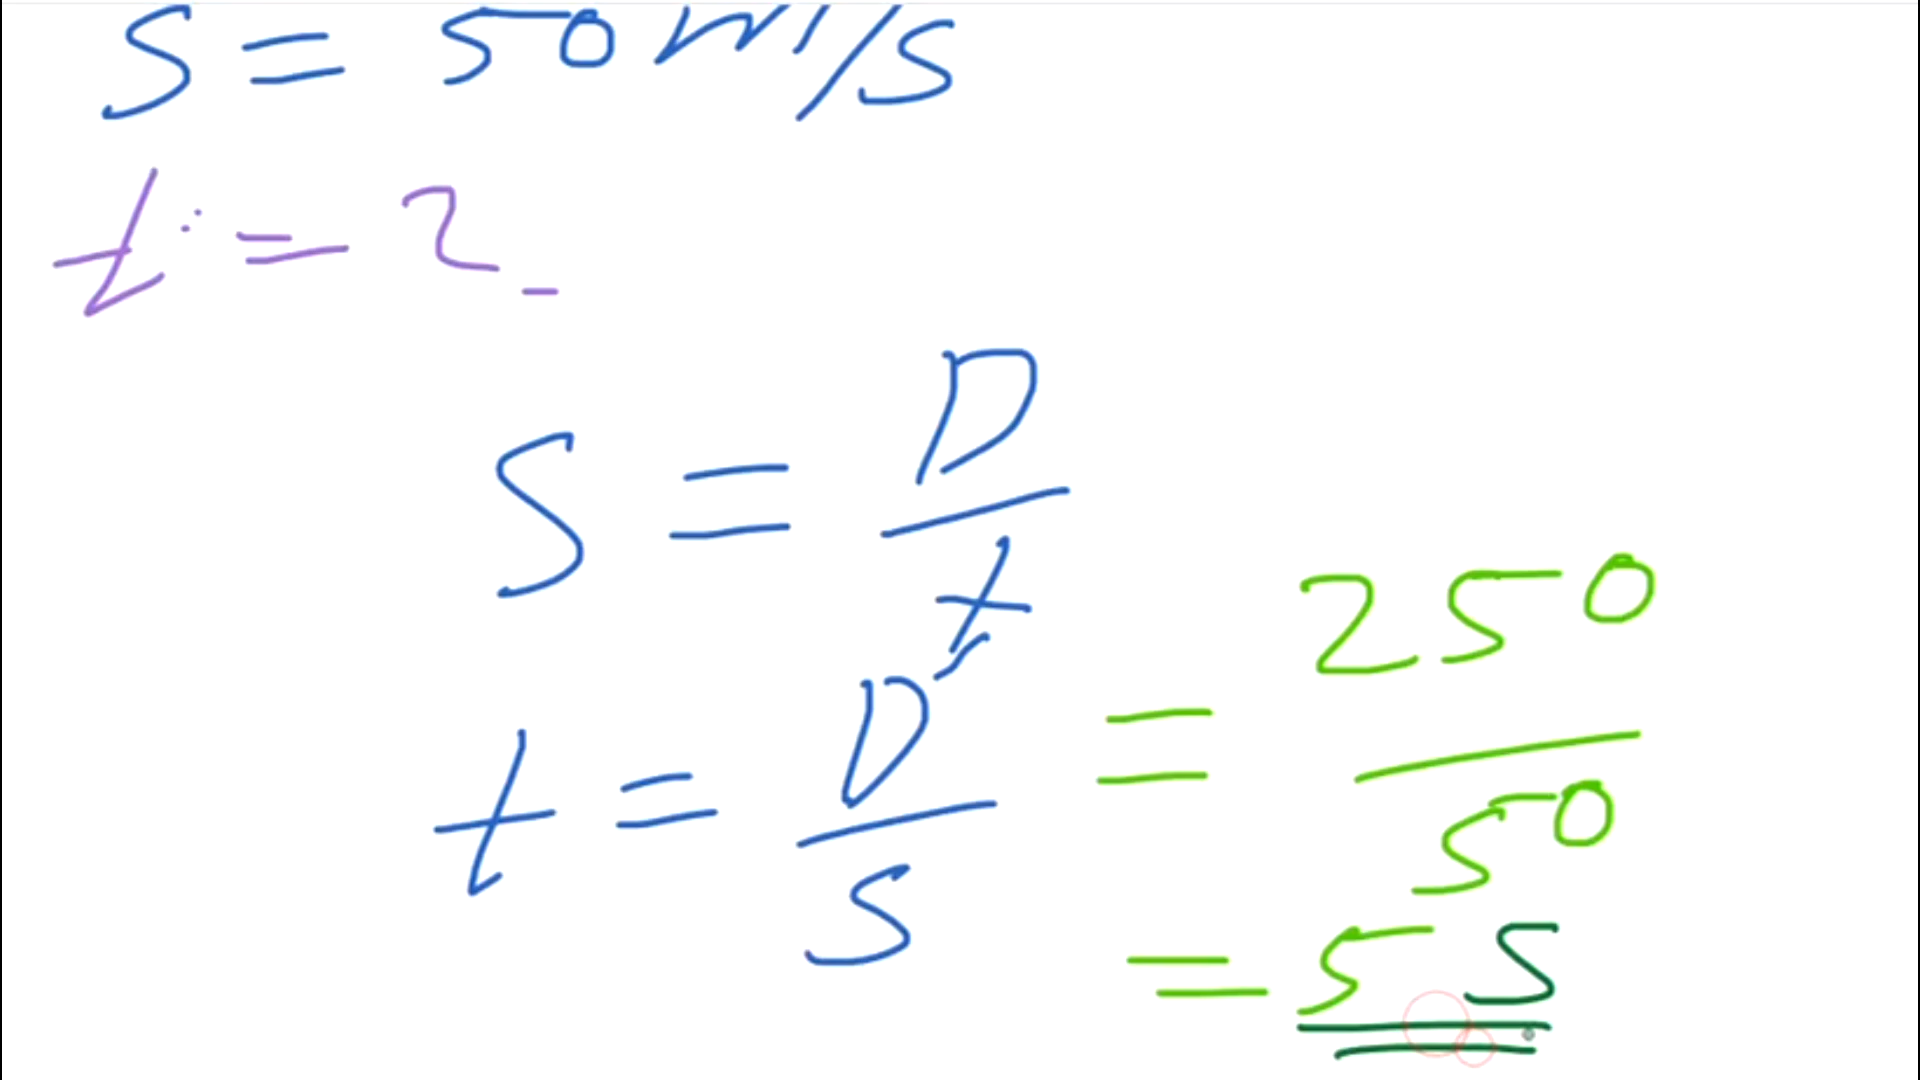 S = 50 m/s
t = ?
S = D/t
t = D/S = 250/50
= 5 s